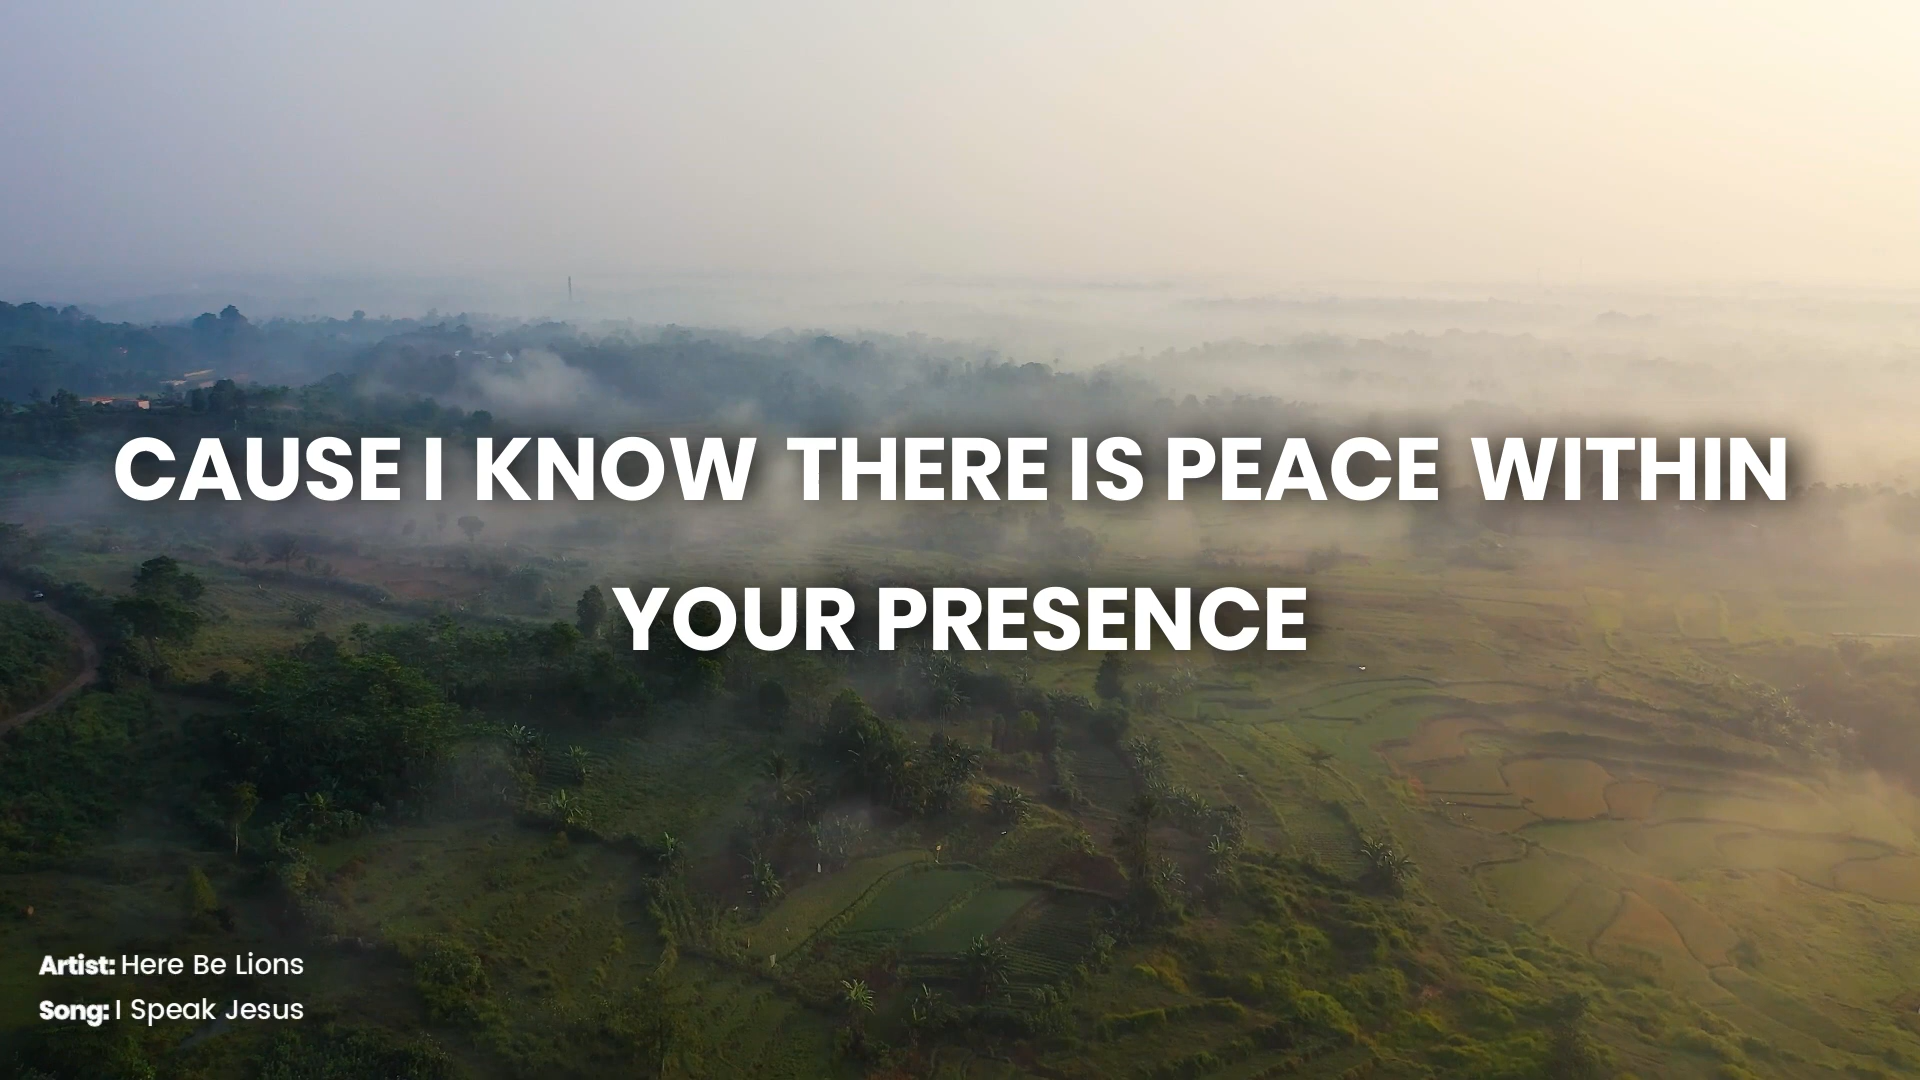 CAUSE I KNOW THERE IS PEACE WITHIN
YOUR PRESENCE
Artist: Here Be Lions
Song: I Speak Jesus